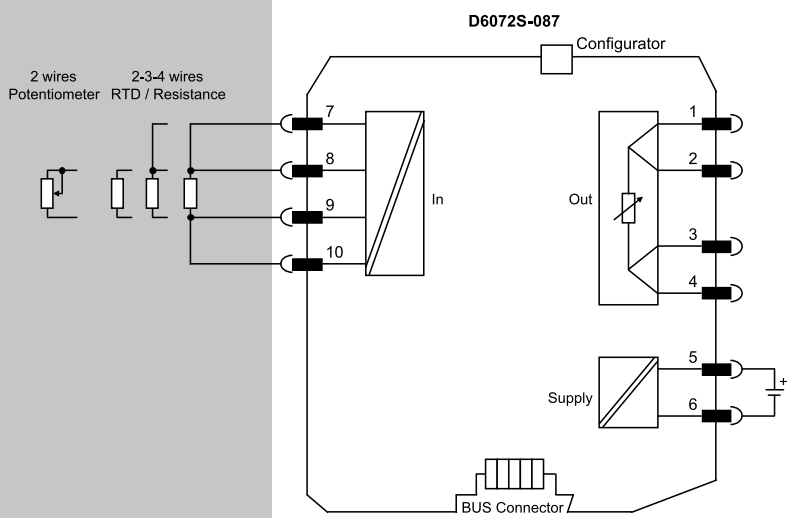 D6072S-087
Configurator
2 wires
Potentiometer
2-3-4 wires
RTD / Resistance
7
8
9
10
In
Out
1
2
3
4
Supply
5
6
+
BUS Connector